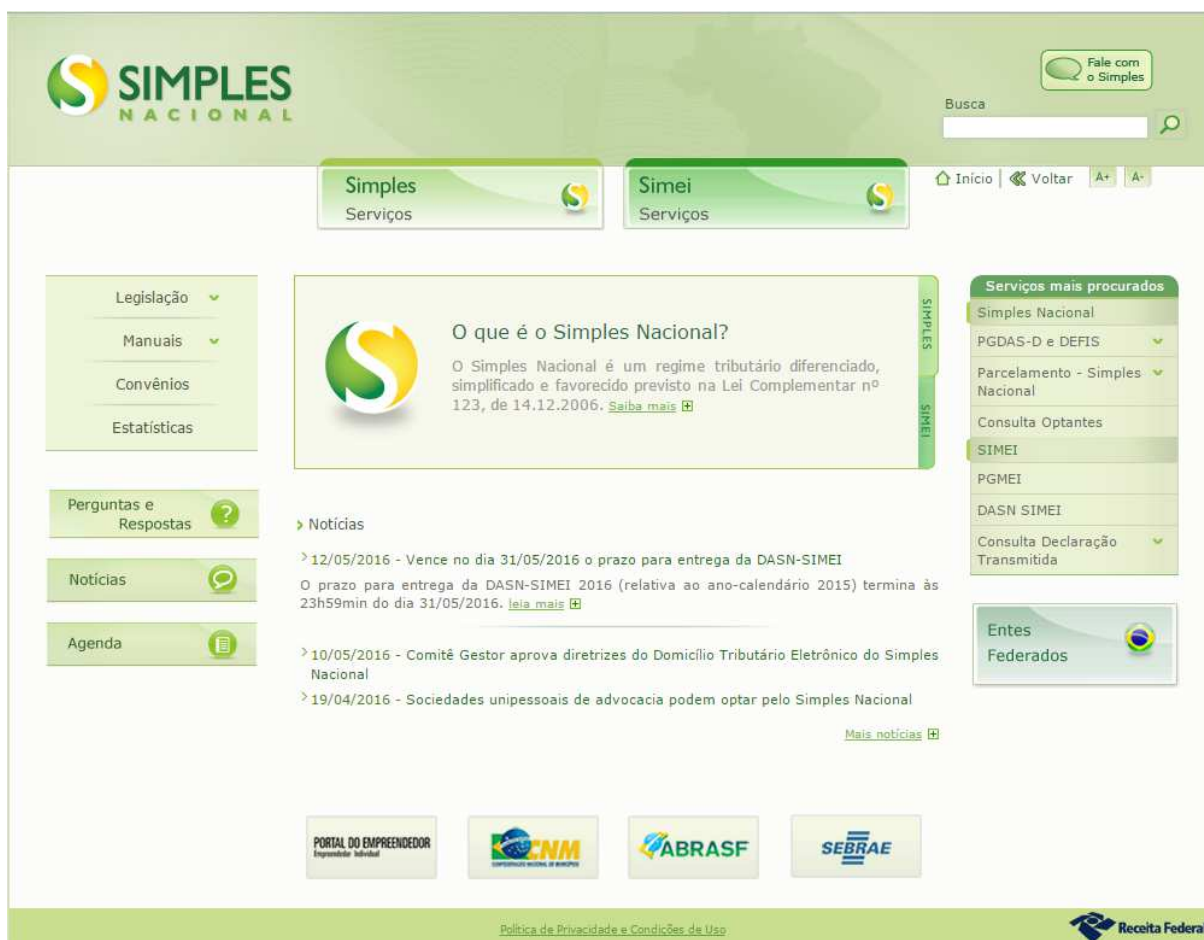 SIMPLES
NACIONAL
Fale com
o Simples
Busca
Simples
Serviços
Simei
Serviços
Início | Voltar A+ A-
Legislação
Manuais
Convênios
Estatísticas
Perguntas e
Respostas
Notícias
Agenda
O que é o Simples Nacional?
O Simples Nacional é um regime tributário diferenciado,
simplificado e favorecido previsto na Lei Complementar nº
123, de 14.12.2006. Saiba mais
SIMPLES
SIMEI
Notícias
12/05/2016 - Vence no dia 31/05/2016 o prazo para entrega da DASN-SIMEI
O prazo para entrega da DASN-SIMEI 2016 (relativa ao ano-calendário 2015) termina às
23h59min do dia 31/05/2016. leia mais
10/05/2016 - Comitê Gestor aprova diretrizes do Domicílio Tributário Eletrônico do Simples
Nacional
19/04/2016 - Sociedades unipessoais de advocacia podem optar pelo Simples Nacional
Mais notícias
Serviços mais procurados
Simples Nacional
PGDAS-D e DEFIS
Parcelamento - Simples
Nacional
Consulta Optantes
SIMEI
PGMEI
DASN SIMEI
Consulta Declaração
Transmitida
Entes
Federados
PORTAL DO EMPREENDEDOR
Empreendedor Individual
CNM
CONFEDERAÇÃO NACIONAL DE MUNICÍPIOS
ABRASF
SEBRAE
Política de Privacidade e Condições de Uso
Receita Federal